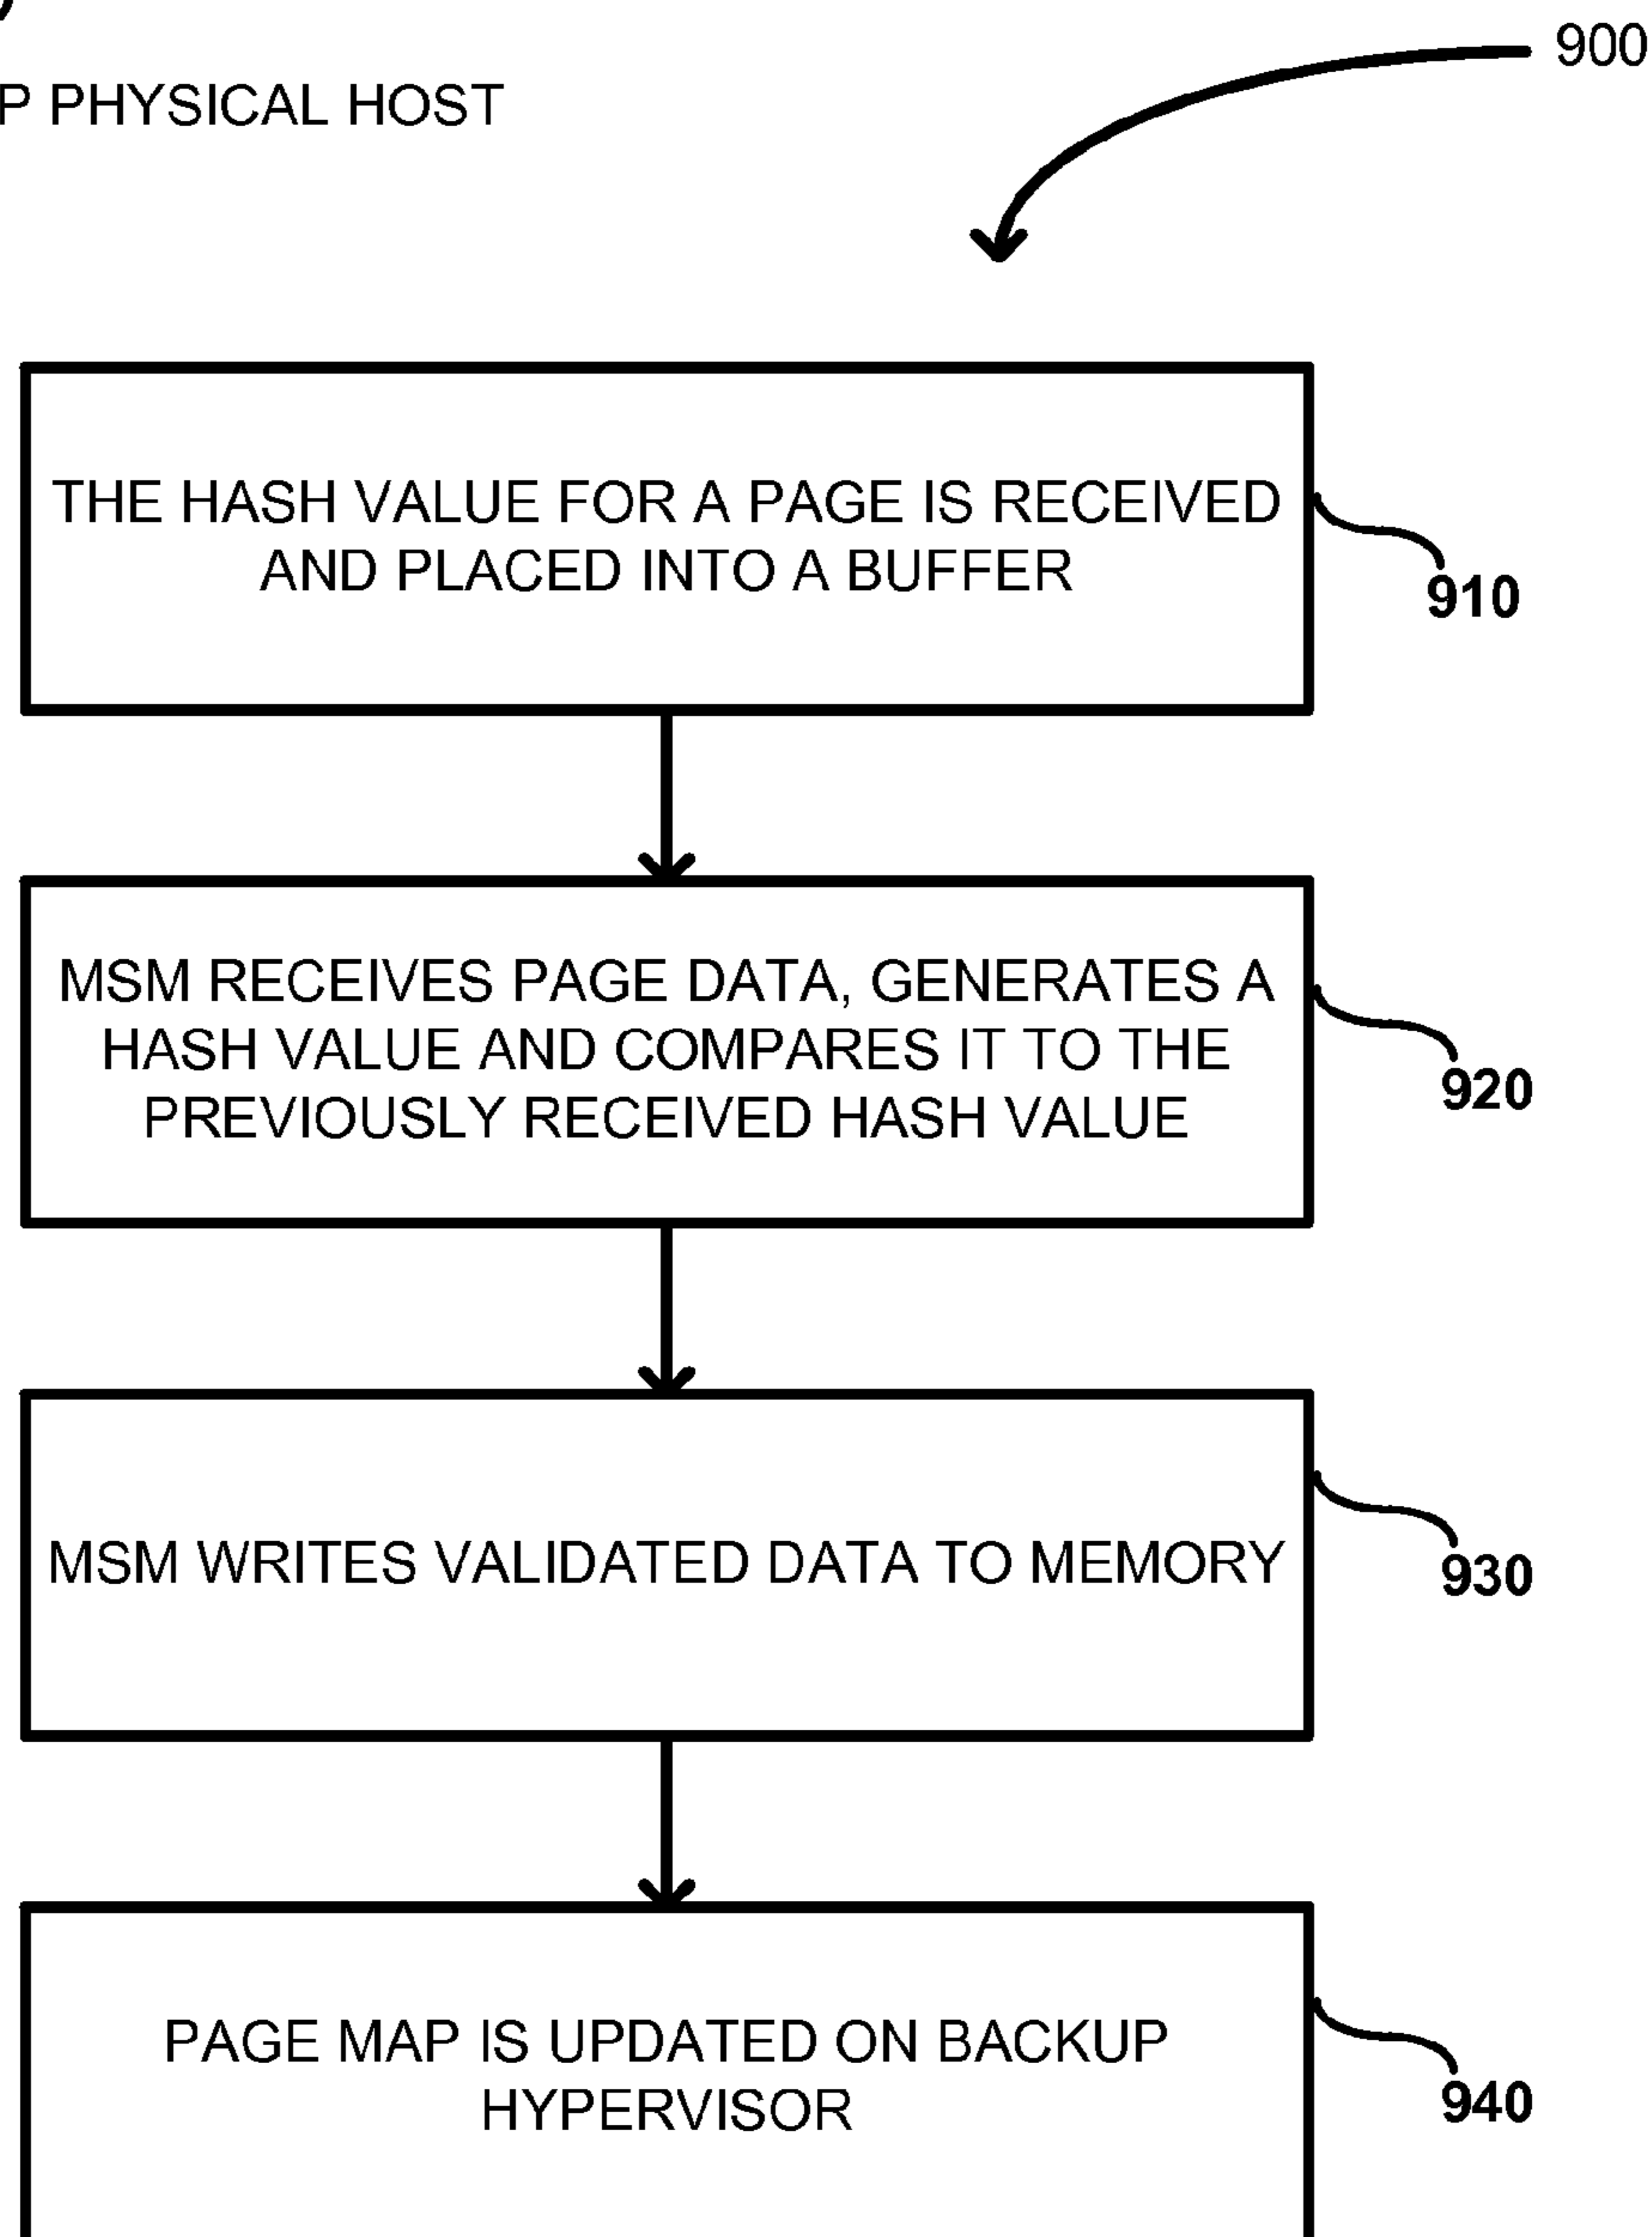 900
P PHYSICAL HOST
THE HASH VALUE FOR A PAGE IS RECEIVED
AND PLACED INTO A BUFFER
910
MSM RECEIVES PAGE DATA, GENERATES A
HASH VALUE AND COMPARES IT TO THE
PREVIOUSLY RECEIVED HASH VALUE
920
MSM WRITES VALIDATED DATA TO MEMORY
930
PAGE MAP IS UPDATED ON BACKUP
HYPERVISOR
940